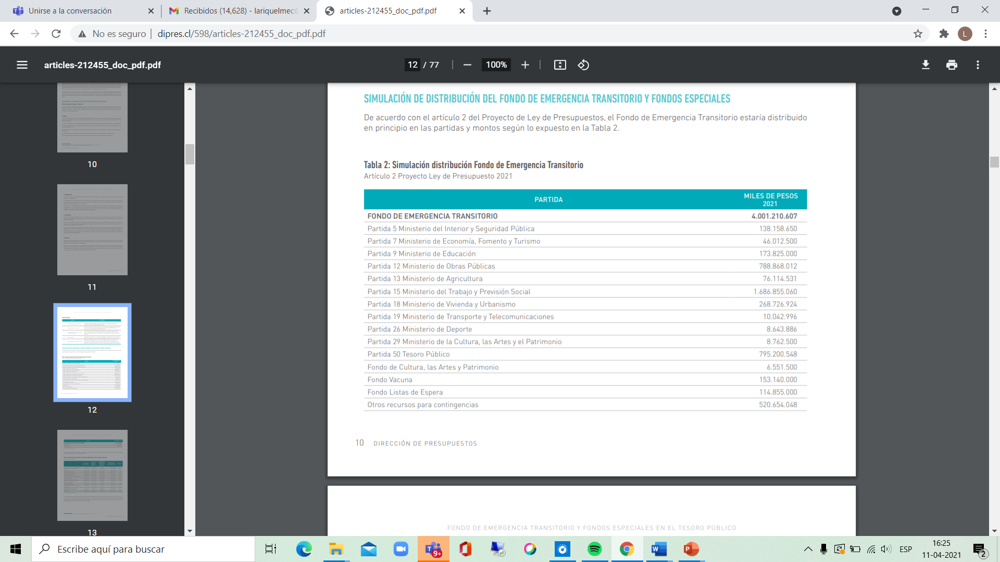 Unirse a la conversación
Recibidos (14,628) - lariquelmec
articles-212455_doc_pdf.pdf
No es seguro
dipres.cl/598/articles-212455_doc_pdf.pdf
L
articles-212455_doc_pdf.pdf
12 / 77
100%
10
11
12
13
SIMULACIÓN DE DISTRIBUCIÓN DEL FONDO DE EMERGENCIA TRANSITORIO Y FONDOS ESPECIALES
De acuerdo con el artículo 2 del Proyecto de Ley de Presupuestos, el Fondo de Emergencia Transitorio estaría distribuido
en principio en las partidas y montos según lo expuesto en la Tabla 2.
Tabla 2: Simulación distribución Fondo de Emergencia Transitorio
Artículo 2 Proyecto Ley de Presupuesto 2021
PARTIDA MILES DE PESOS
2021
FONDO DE EMERGENCIA TRANSITORIO 4.001.210.607
Partida 5 Ministerio del Interior y Seguridad Pública 138.158.650
Partida 7 Ministerio de Economía, Fomento y Turismo 46.012.500
Partida 9 Ministerio de Educación 173.825.000
Partida 12 Ministerio de Obras Públicas 788.868.012
Partida 13 Ministerio de Agricultura 76.114.531
Partida 15 Ministerio del Trabajo y Previsión Social 1.686.855.060
Partida 18 Ministerio de Vivienda y Urbanismo 268.726.924
Partida 19 Ministerio de Transporte y Telecomunicaciones 10.042.996
Partida 26 Ministerio de Deporte 8.643.886
Partida 29 Ministerio de la Cultura, las Artes y el Patrimonio 8.762.500
Partida 50 Tesoro Público 795.200.548
Fondo de Cultura, las Artes y Patrimonio 6.551.500
Fondo Vacuna 153.140.000
Fondo Listas de Espera 114.855.000
Otros recursos para contingencias 520.654.048
10 DIRECCIÓN DE PRESUPUESTOS
FONDO DE EMERGENCIA TRANSITORIO Y FONDOS ESPECIALES EN EL TESORO PÚBLICO
Escribe aquí para buscar
9+
ESP
16:25
11-04-2021
2